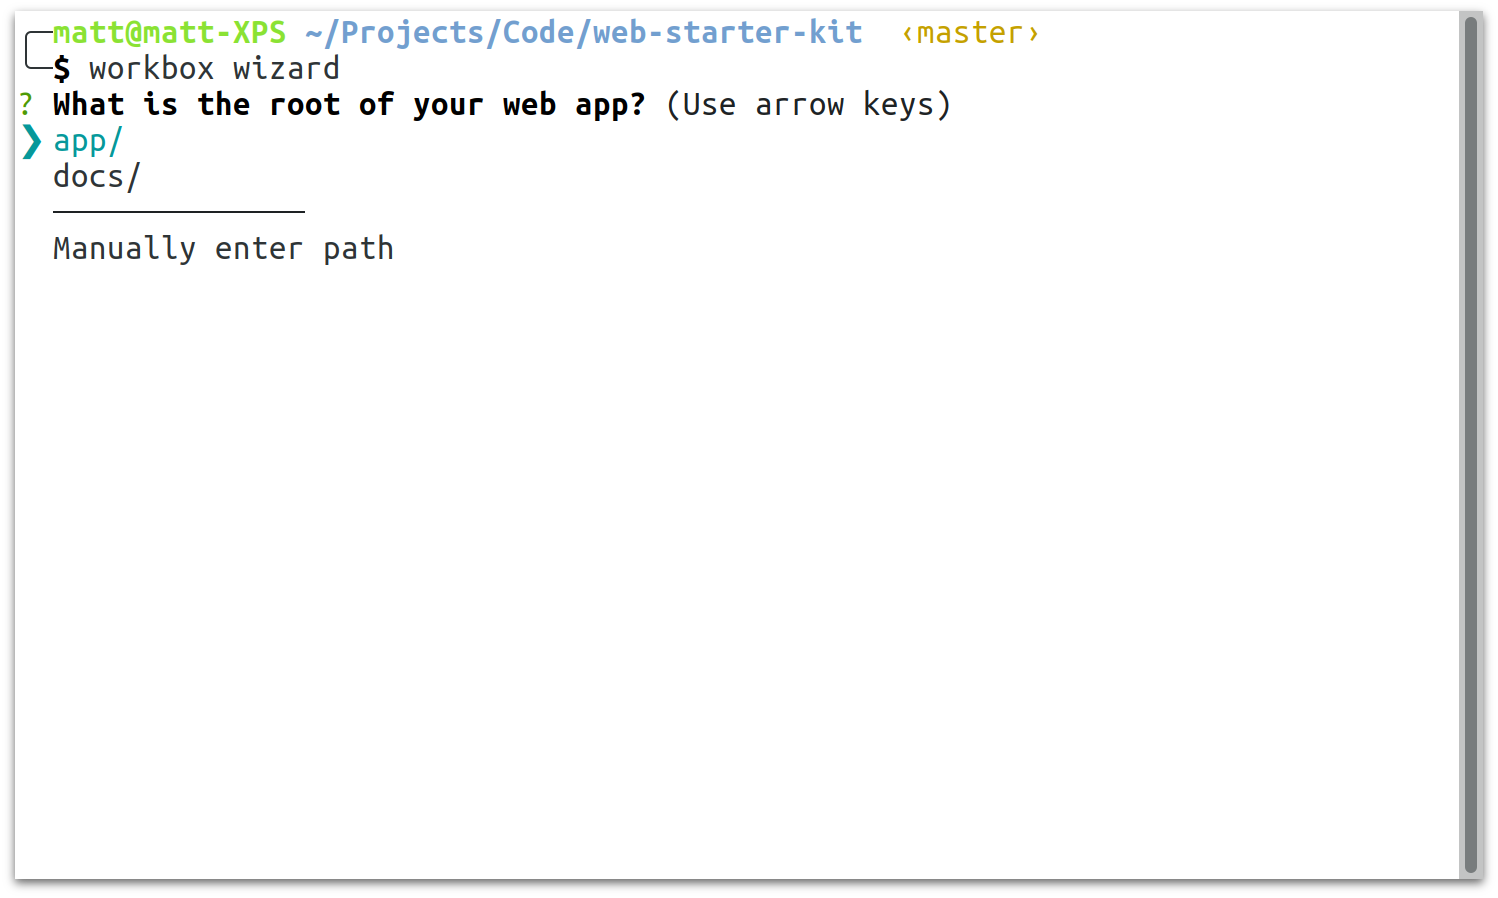 matt@matt-XPS ~/Projects/Code/web-starter-kit ‹master›
$ workbox wizard
? What is the root of your web app? (Use arrow keys)
❯ app/
docs/
Manually enter path